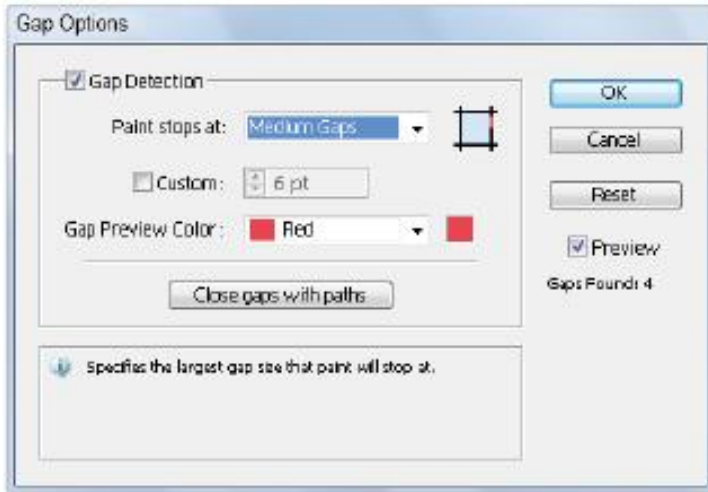 Gap Options
Gap Detection
Paint stops at: Medium Gaps
Custom: 6 pt
Gap Preview Color: Red
Close gaps with paths
Specifies the largest gap size that paint will stop at.
OK
Cancel
Reset
Preview
Gaps Found: 4